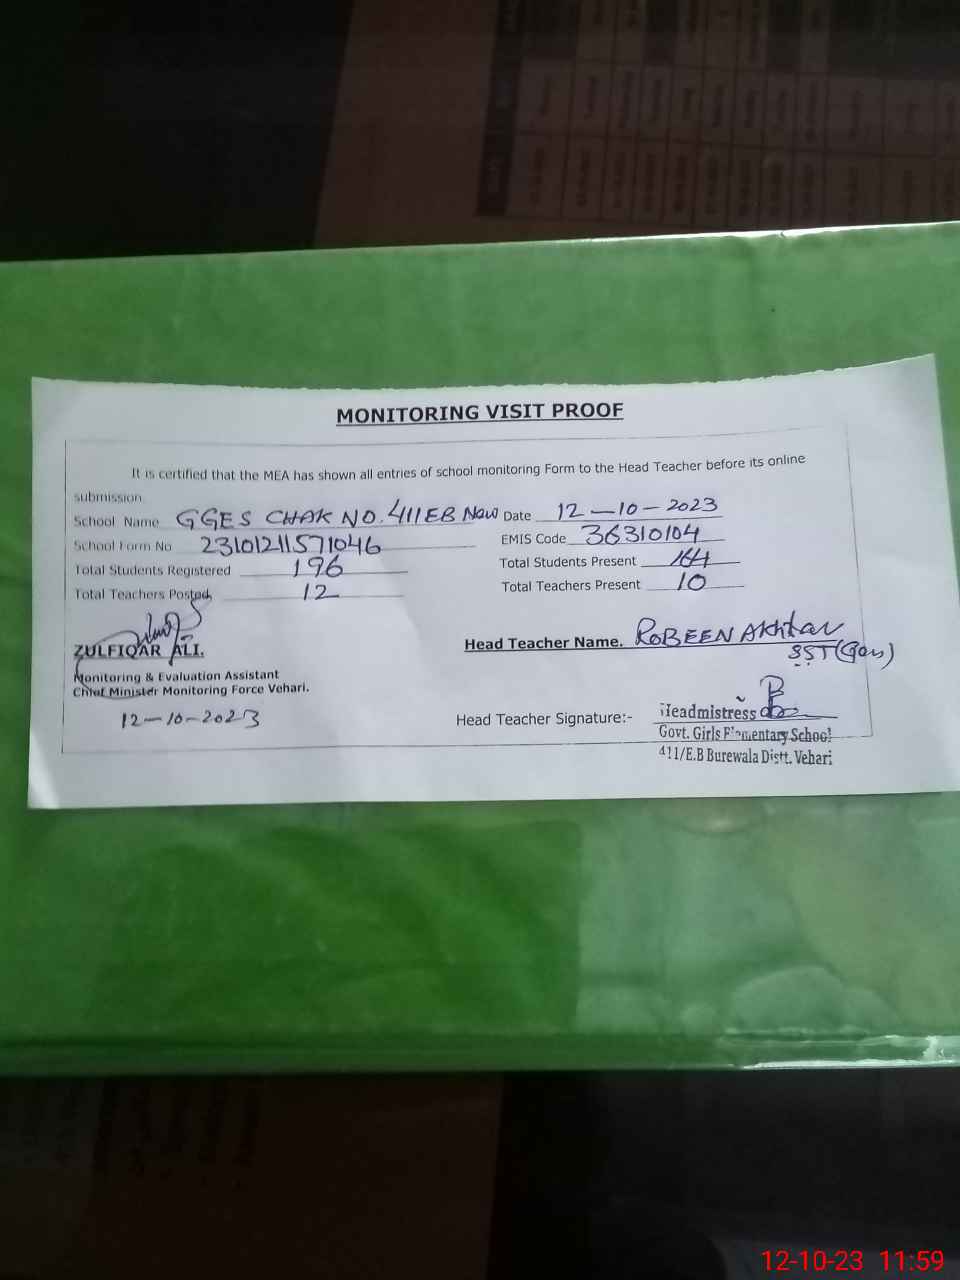 MONITORING VISIT PROOF
It is certified that the MEA has shown all entries of school monitoring Form to the Head Teacher before its online
submission
School Name GGES CHAK NO. 411EB New Date 12-10-2023
School Form No 23101211571046 EMIS Code 36310104
Total Students Registered 196 Total Students Present 164
Total Teachers Posted 12 Total Teachers Present 10
ZULFIQAR ALI.
Monitoring & Evaluation Assistant
Chief Minister Monitoring Force Vehari.
12-10-2023
Head Teacher Name. ROBEEN AKhtar
SST(Gen)
Head Teacher Signature:-
Headmistress
Govt. Girls Elementary School
411/E.B Burewala Distt. Vehari
12-10-23 11:59